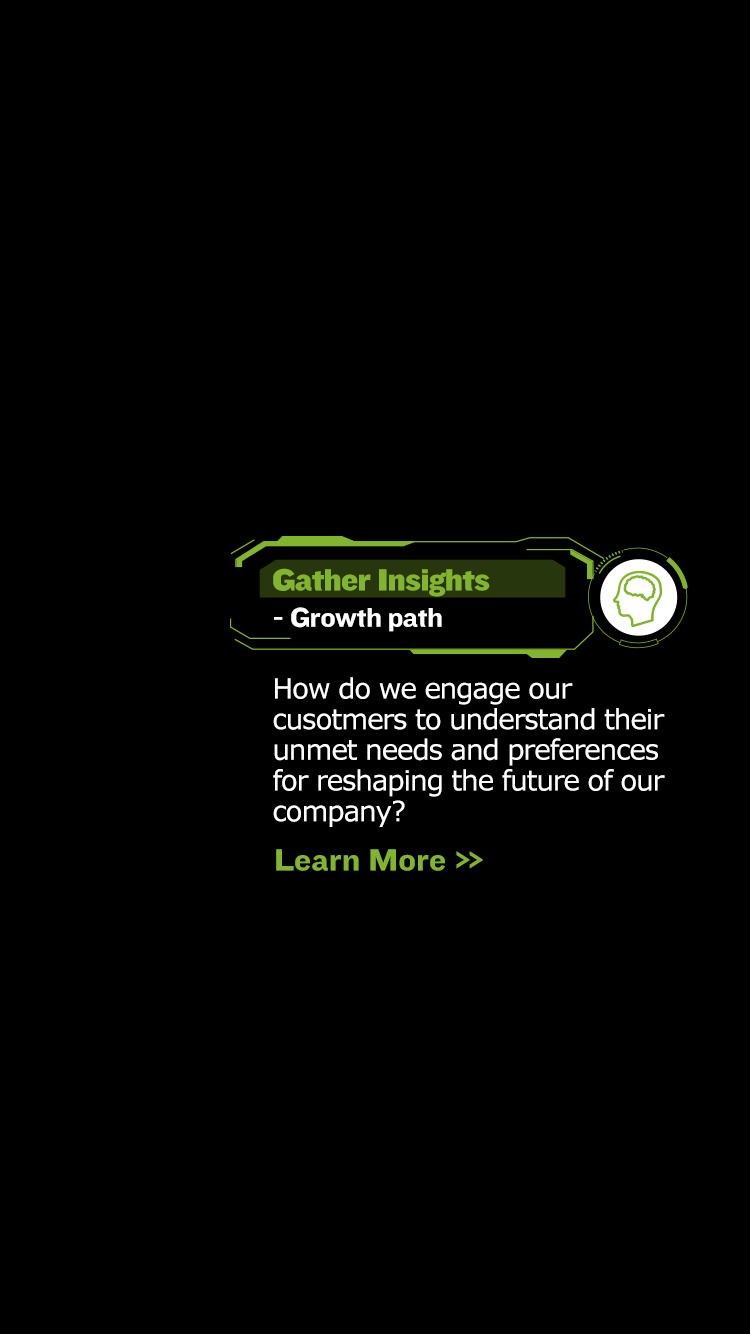 Gather Insights
- Growth path
How do we engage our
cusotmers to understand their
unmet needs and preferences
for reshaping the future of our
company?
Learn More >>